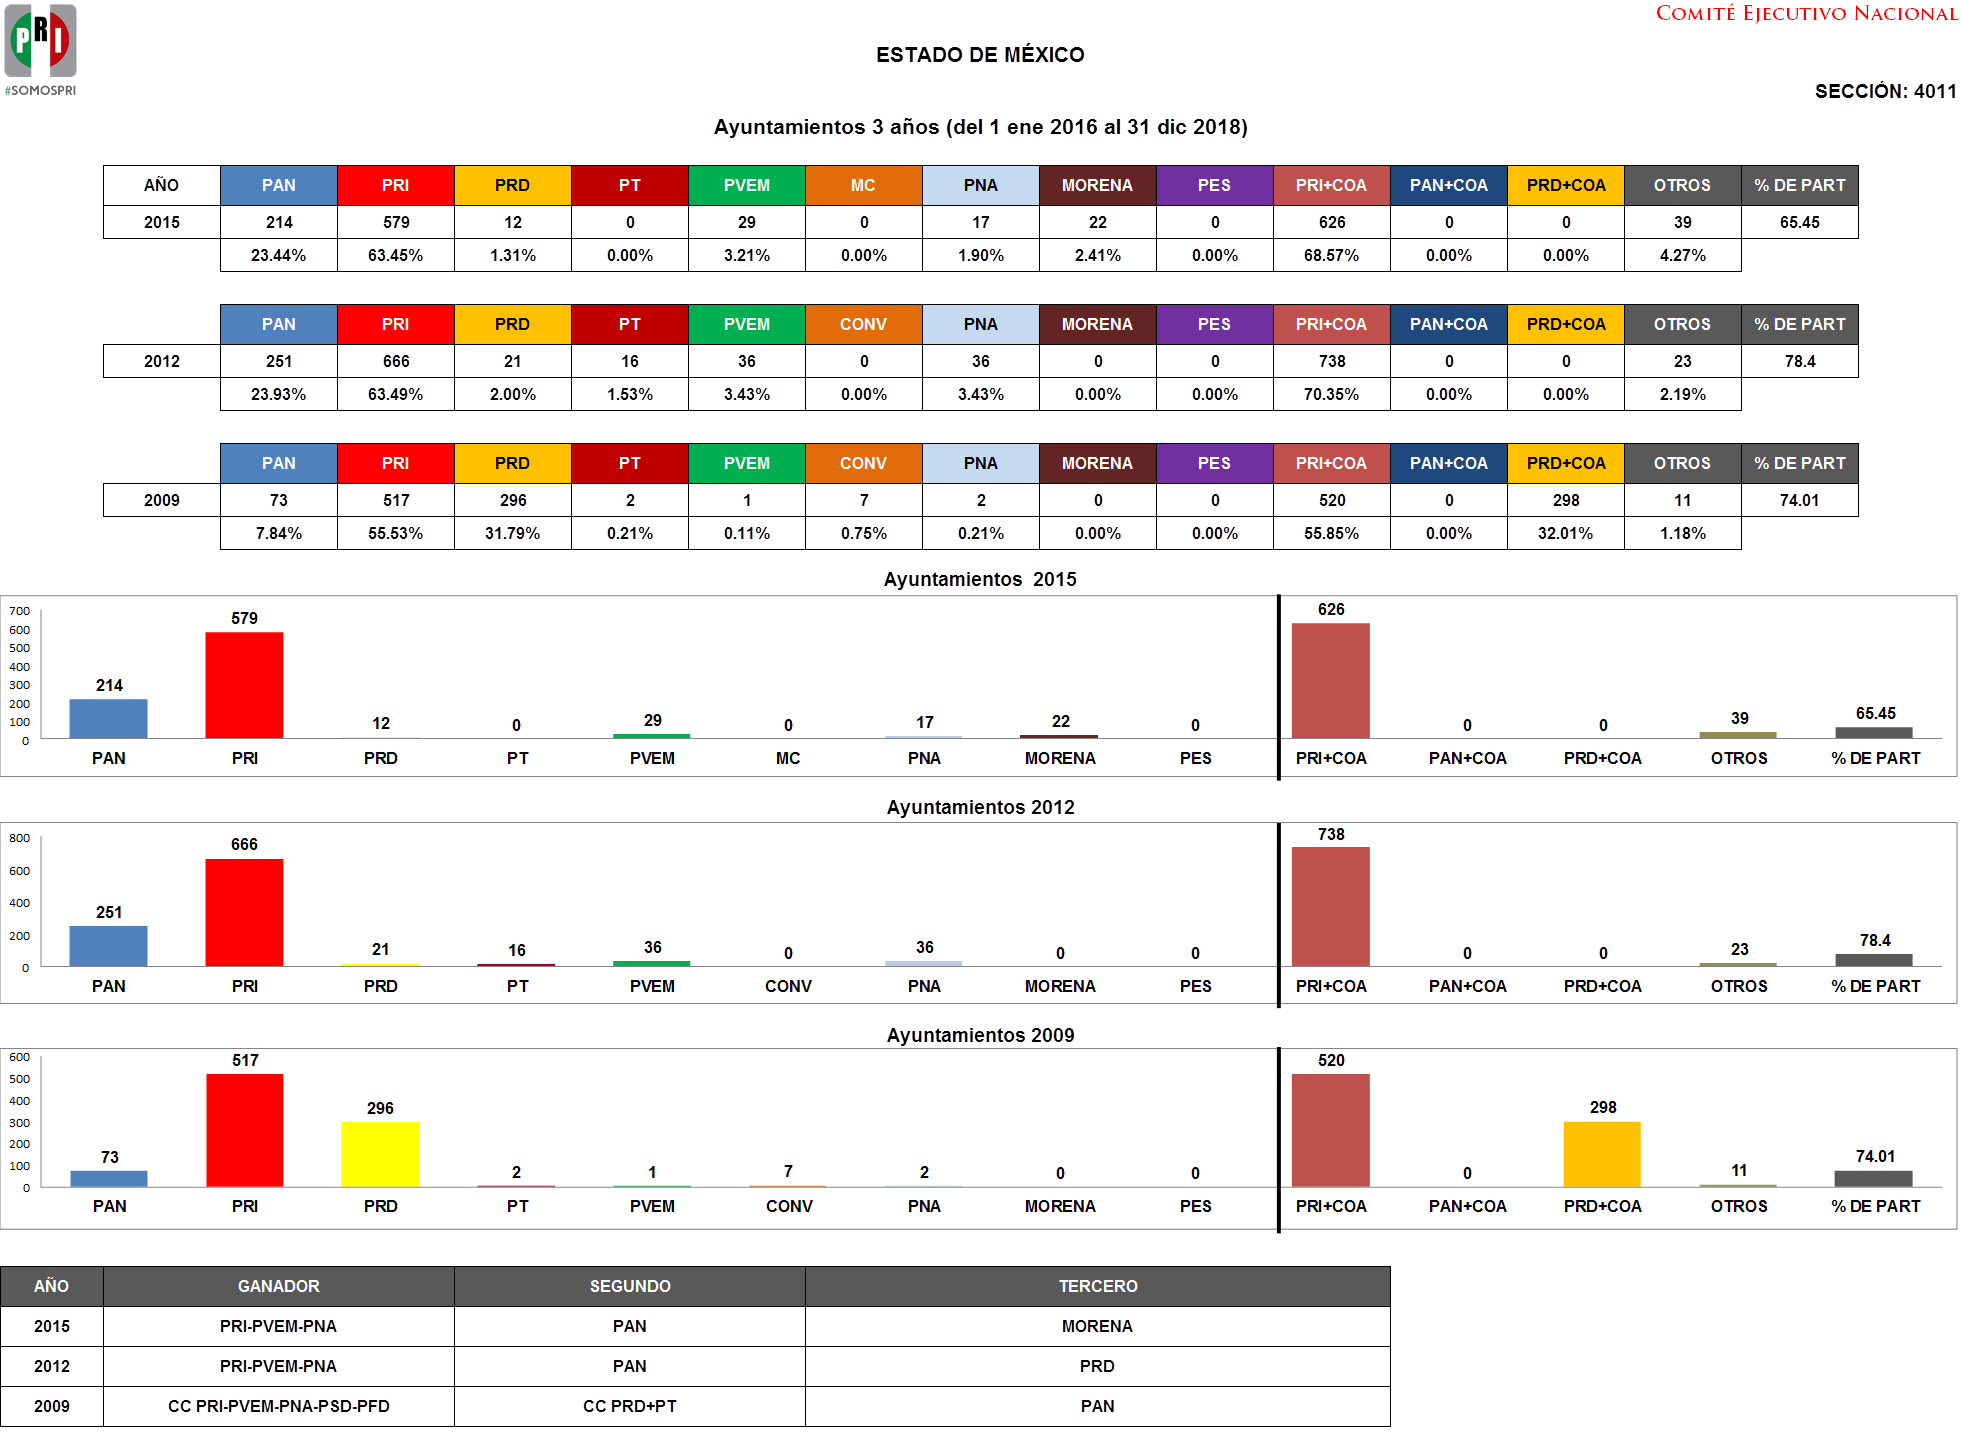 PRI
#SOMOSPRI
COMITÉ EJECUTIVO NACIONAL
ESTADO DE MÉXICO
SECCIÓN: 4011
Ayuntamientos 3 años (del 1 ene 2016 al 31 dic 2018)
AÑO PAN PRI PRD PT PVEM MC PNA MORENA PES PRI+COA PAN+COA PRD+COA OTROS % DE PART
2015 214 579 12 0 29 0 17 22 0 626 0 0 39 65.45
23.44% 63.45% 1.31% 0.00% 3.21% 0.00% 1.90% 2.41% 0.00% 68.57% 0.00% 0.00% 4.27%
PAN PRI PRD PT PVEM CONV PNA MORENA PES PRI+COA PAN+COA PRD+COA OTROS % DE PART
2012 251 666 21 16 36 0 36 0 0 738 0 0 23 78.4
23.93% 63.49% 2.00% 1.53% 3.43% 0.00% 3.43% 0.00% 0.00% 70.35% 0.00% 0.00% 2.19%
PAN PRI PRD PT PVEM CONV PNA MORENA PES PRI+COA PAN+COA PRD+COA OTROS % DE PART
2009 73 517 296 2 1 7 2 0 0 520 0 298 11 74.01
7.84% 55.53% 31.79% 0.21% 0.11% 0.75% 0.21% 0.00% 0.00% 55.85% 0.00% 32.01% 1.18%
Ayuntamientos 2015
700
600
500
400
300
200
100
0
214 579 12 0 29 0 17 22 0 626 0 0 39 65.45
PAN PRI PRD PT PVEM MC PNA MORENA PES PRI+COA PAN+COA PRD+COA OTROS % DE PART
Ayuntamientos 2012
800
600
400
200
0
251 666 21 16 36 0 36 0 0 738 0 0 23 78.4
PAN PRI PRD PT PVEM CONV PNA MORENA PES PRI+COA PAN+COA PRD+COA OTROS % DE PART
Ayuntamientos 2009
600
500
400
300
200
100
0
73 517 296 2 1 7 2 0 0 520 0 298 11 74.01
PAN PRI PRD PT PVEM CONV PNA MORENA PES PRI+COA PAN+COA PRD+COA OTROS % DE PART
AÑO GANADOR SEGUNDO TERCERO
2015 PRI-PVEM-PNA PAN MORENA
2012 PRI-PVEM-PNA PAN PRD
2009 CC PRI-PVEM-PNA-PSD-PFD CC PRD+PT PAN